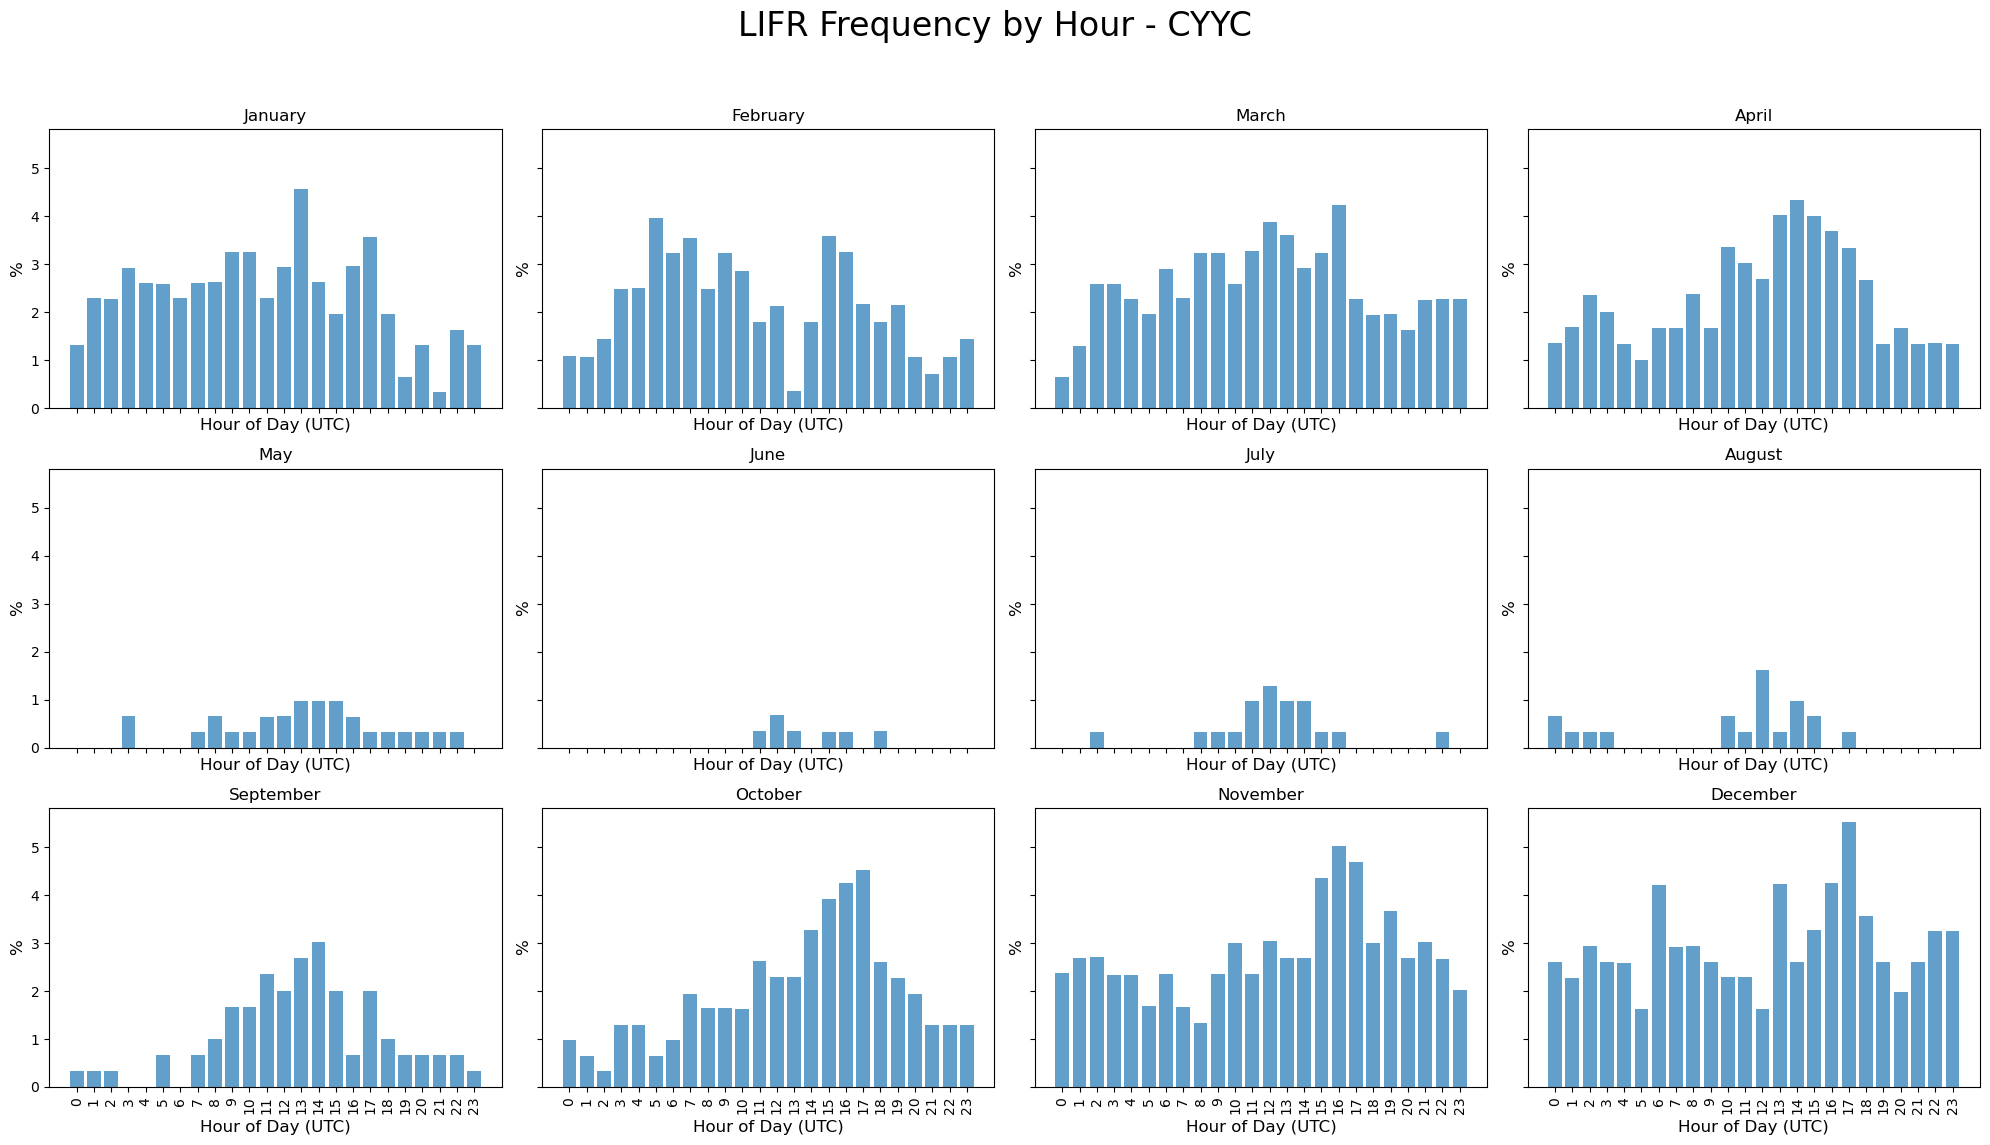 LIFR Frequency by Hour - CYYC
January
February
March
April
5
4
3
2
1
0
%
%
%
%
Hour of Day (UTC)
Hour of Day (UTC)
Hour of Day (UTC)
Hour of Day (UTC)
May
June
July
August
5
4
3
2
1
0
%
%
%
%
Hour of Day (UTC)
Hour of Day (UTC)
Hour of Day (UTC)
Hour of Day (UTC)
September
October
November
December
5
4
3
2
1
0
%
%
%
%
0 1 2 3 4 5 6 7 8 9 10 11 12 13 14 15 16 17 18 19 20 21 22 23
0 1 2 3 4 5 6 7 8 9 10 11 12 13 14 15 16 17 18 19 20 21 22 23
0 1 2 3 4 5 6 7 8 9 10 11 12 13 14 15 16 17 18 19 20 21 22 23
0 1 2 3 4 5 6 7 8 9 10 11 12 13 14 15 16 17 18 19 20 21 22 23
Hour of Day (UTC)
Hour of Day (UTC)
Hour of Day (UTC)
Hour of Day (UTC)